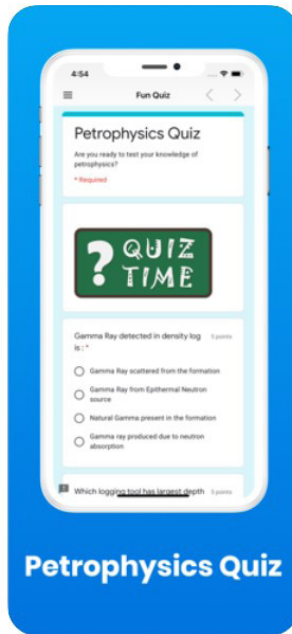 4:54
Fun Quiz
Petrophysics Quiz
Are you ready to test your knowledge of
petrophysics?
* Required
? QUIZ
TIME
Gamma Ray detected in density log 5 points
is : *
Gamma Ray scattered from the formation
Gamma Ray from Epithermal Neutron
source
Natural Gamma present in the formation
Gamma ray produced due to neutron
absorption
Which logging tool has largest depth 5 points
Petrophysics Quiz